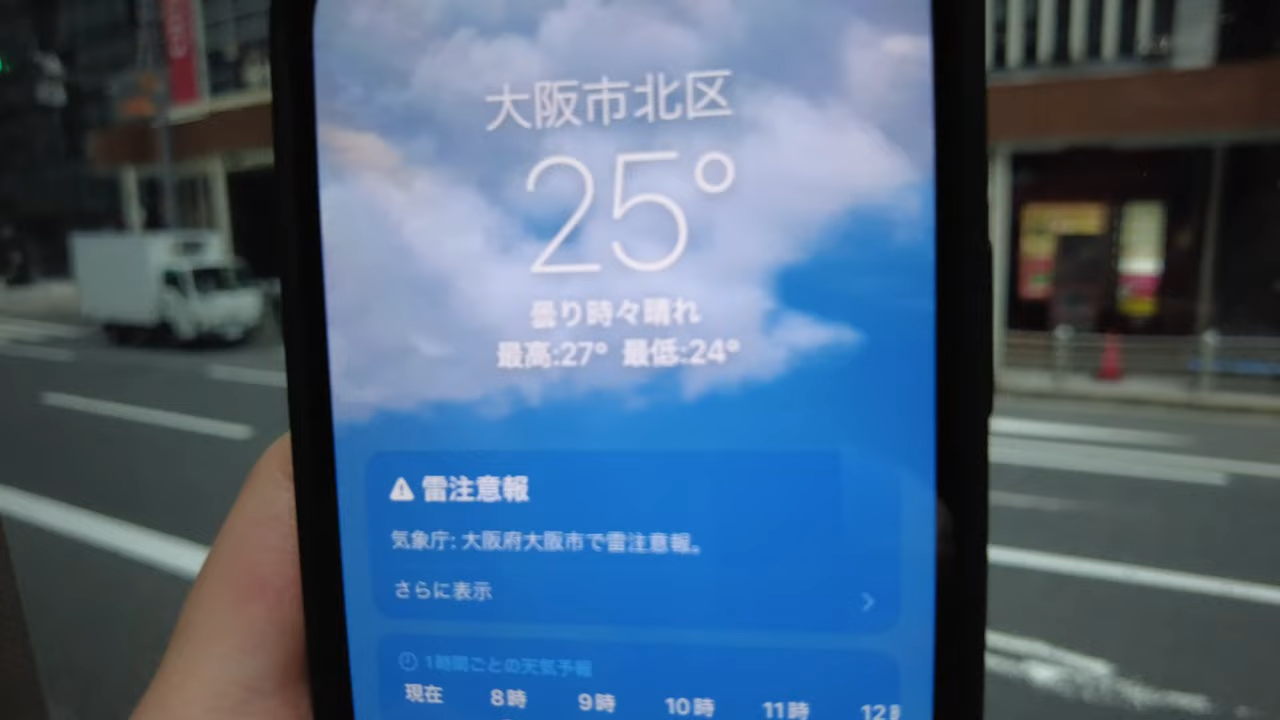 大阪市北区
25°
曇り時々晴れ
最高:27° 最低:24°
雷注意報
気象庁: 大阪府大阪市で雷注意報。
さらに表示
1時間ごとの天気予報
現在 8時 9時 10時 11時 12時